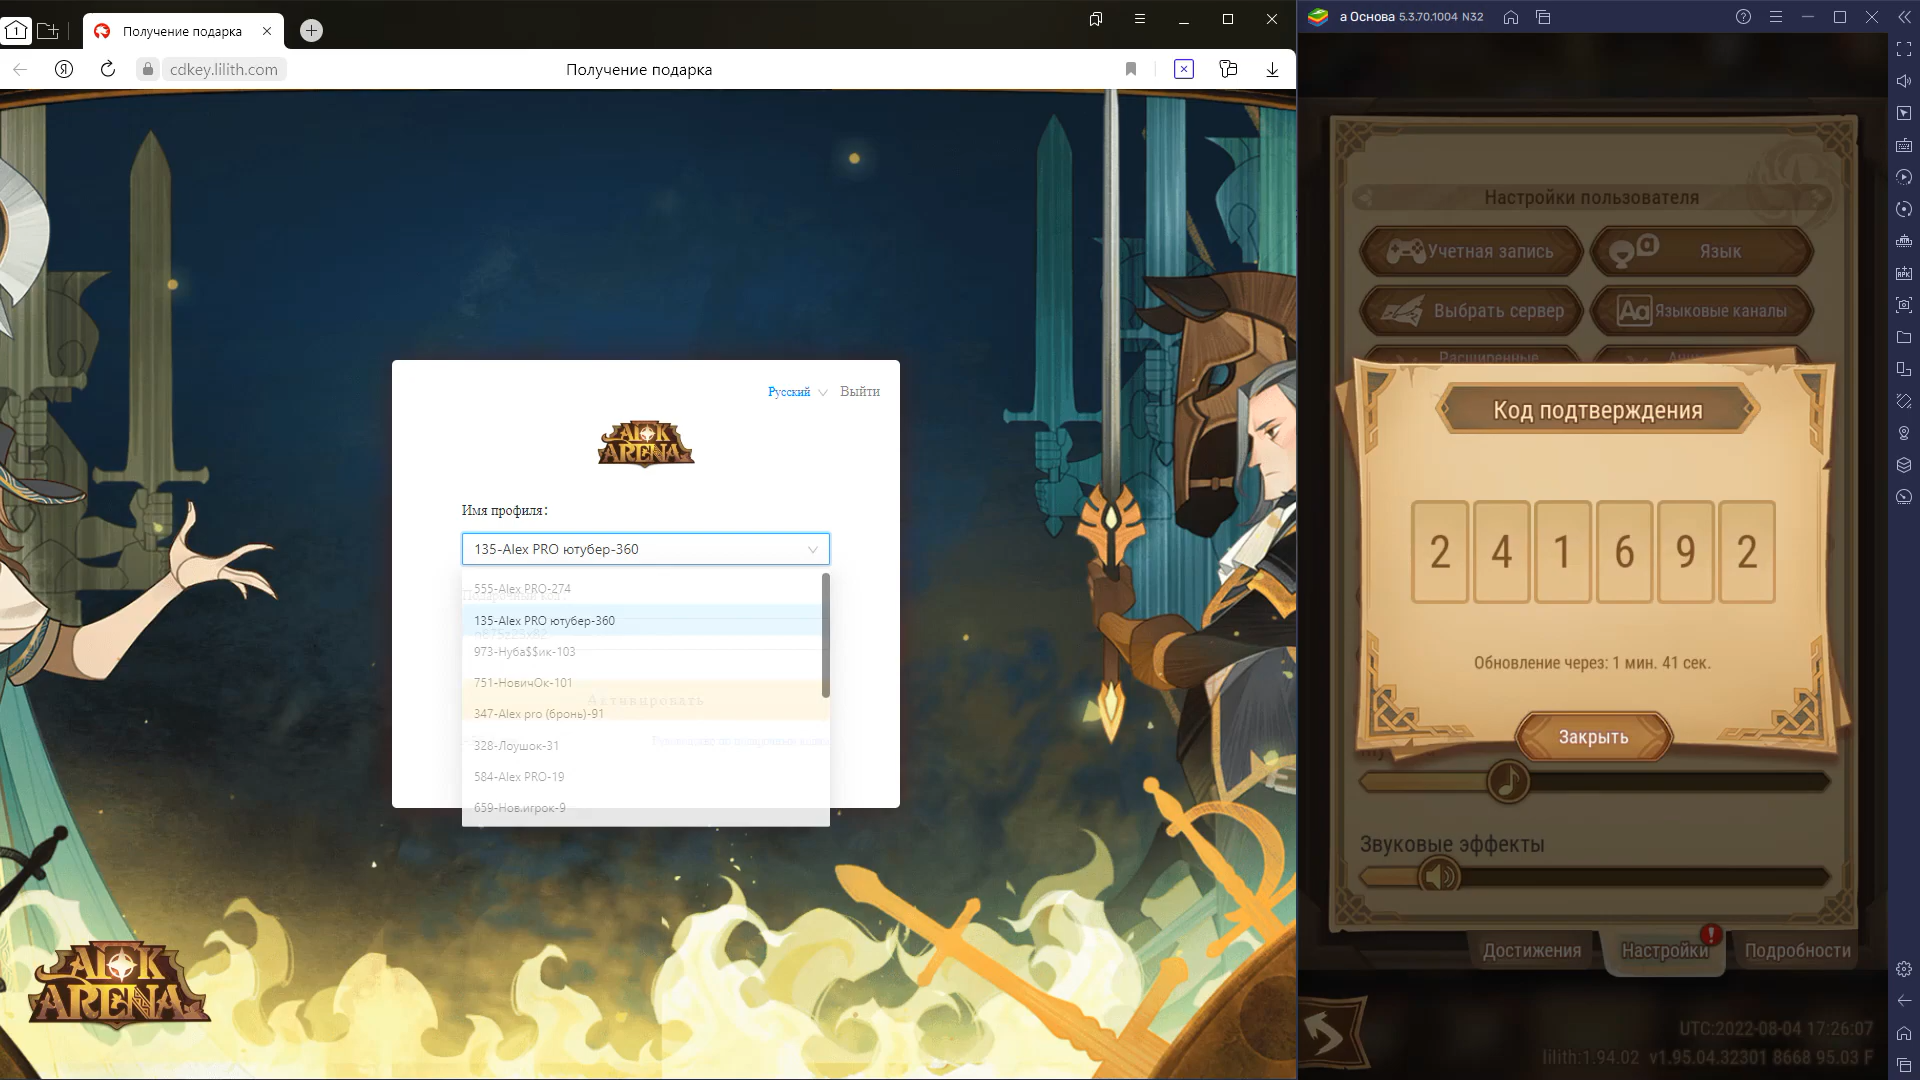 1
Получение подарка
cdkey.lilith.com
Получение подарка
Русский
Выйти
AFK ARENA
Имя профиля:
135-Alex PRO ютубер-360
555-Alex PRO-274
135-Alex PRO ютубер-360
973-Нуба$$ик-103
751-НовичОк-101
Активировать
347-Alex pro (бронь)-91
328-Лоушок-31
584-Alex PRO-19
659-Нов.игрок-9
AFK ARENA
а Основа 5.3.70.1004 N32
Настройки пользователя
Учетная запись
Язык
Выбрать сервер
Языковые каналы
Расширенные
Код подтверждения
2 4 1 6 9 2
Обновление через: 1 мин. 41 сек.
Закрыть
Звуковые эффекты
Достижения
Настройки
Подробности
UTC:2022-08-04 17:26:07
lilith:1.94.02 v1.95.04.32301 8668 95.03 F